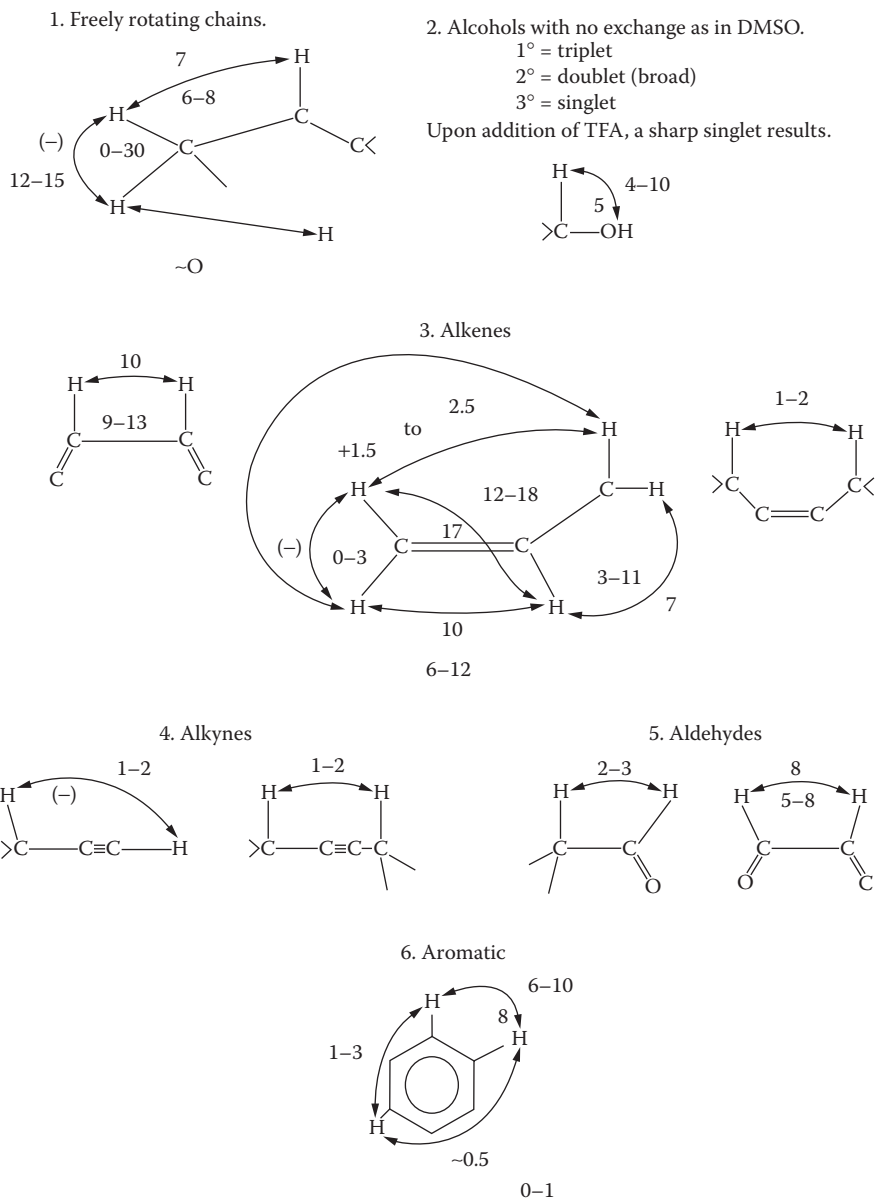 1. Freely rotating chains.
7
H
6–8
H
C
(–)
0–30
C
C<
12–15
H
H
~O
2. Alcohols with no exchange as in DMSO.
1° = triplet
2° = doublet (broad)
3° = singlet
Upon addition of TFA, a sharp singlet results.
H
4–10
5
>C—OH
3. Alkenes
10
H H
9–13
C C
C C
2.5
to
+1.5
H
H
12–18
C—H
17
(–)
0–3
C C
3–11
H H
7
10
6–12
1–2
H H
>C C<
C=C
4. Alkynes
1–2
H
(–)
>C—C≡C—H
1–2
H H
>C—C≡C–C
5. Aldehydes
2–3
H H
C C
O
8
H 5–8 H
C C
O C
6. Aromatic
6–10
H
8
H
1–3
H
~0.5
0–1